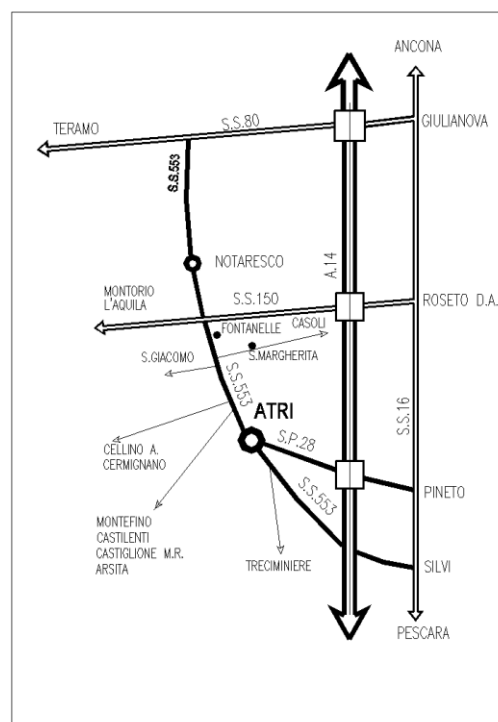 ANCONA
GIULIANOVA
S.S.80
TERAMO
S.S.553
NOTARESCO
A.14
MONTORIO
L'AQUILA
S.S.150
ROSETO D.A.
CASOLI
FONTANELLE
S.GIACOMO
S.MARGHERITA
S.S.553
S.S.16
ATRI
S.P.28
CELLINO A.
CERMIGNANO
S.S.553
PINETO
MONTEFINO
CASTILENTI
CASTIGLIONE M.R.
ARSITA
TRECIMINIERE
SILVI
PESCARA